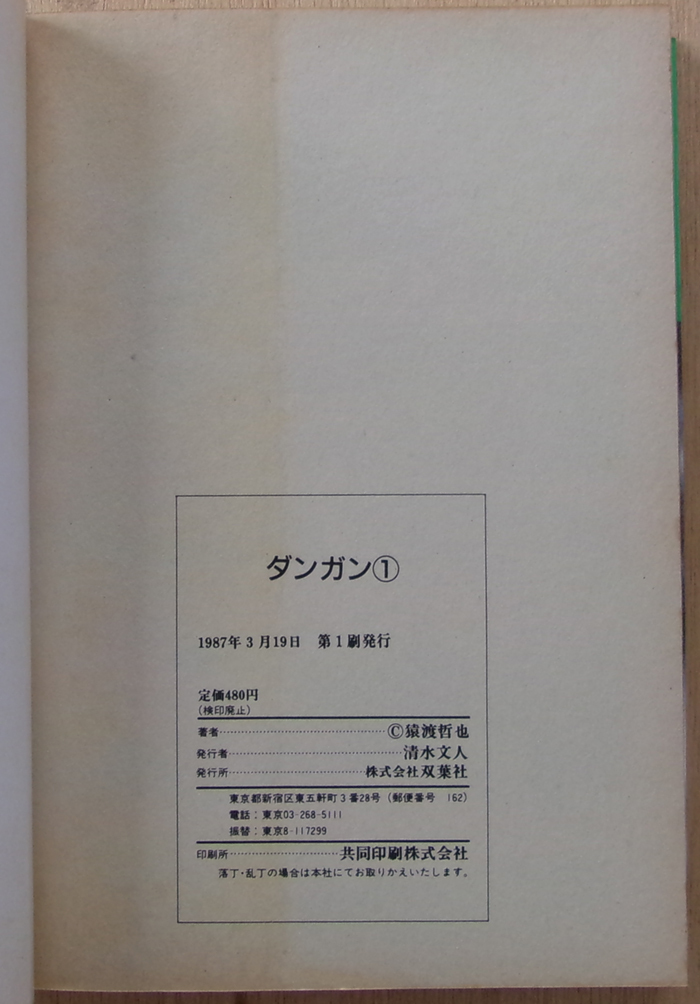 ダンガン①
1987年3月19日　第1刷発行
定価480円
（検印廃止）
著者……………………………Ⓒ猿渡哲也
発行者……………………………清水文人
発行所……………………株式会社双葉社
東京都新宿区東五軒町3番28号（郵便番号　162）
電話：東京03-268-5111
振替：東京8-117299
印刷所…………………共同印刷株式会社
落丁・乱丁の場合は本社にてお取りかえいたします。